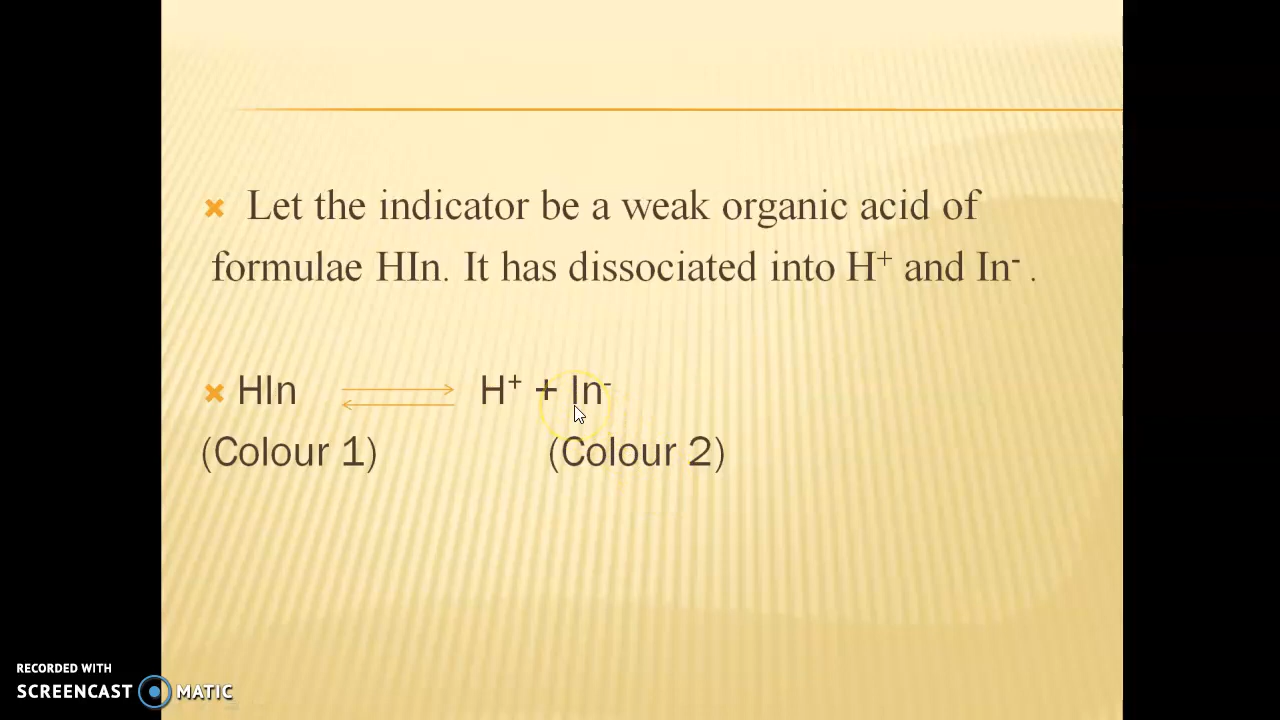 Let the indicator be a weak organic acid of
formulae HIn. It has dissociated into H⁺ and In⁻ .
HIn H⁺ + In⁻
(Colour 1) (Colour 2)
RECORDED WITH
SCREENCAST MATIC